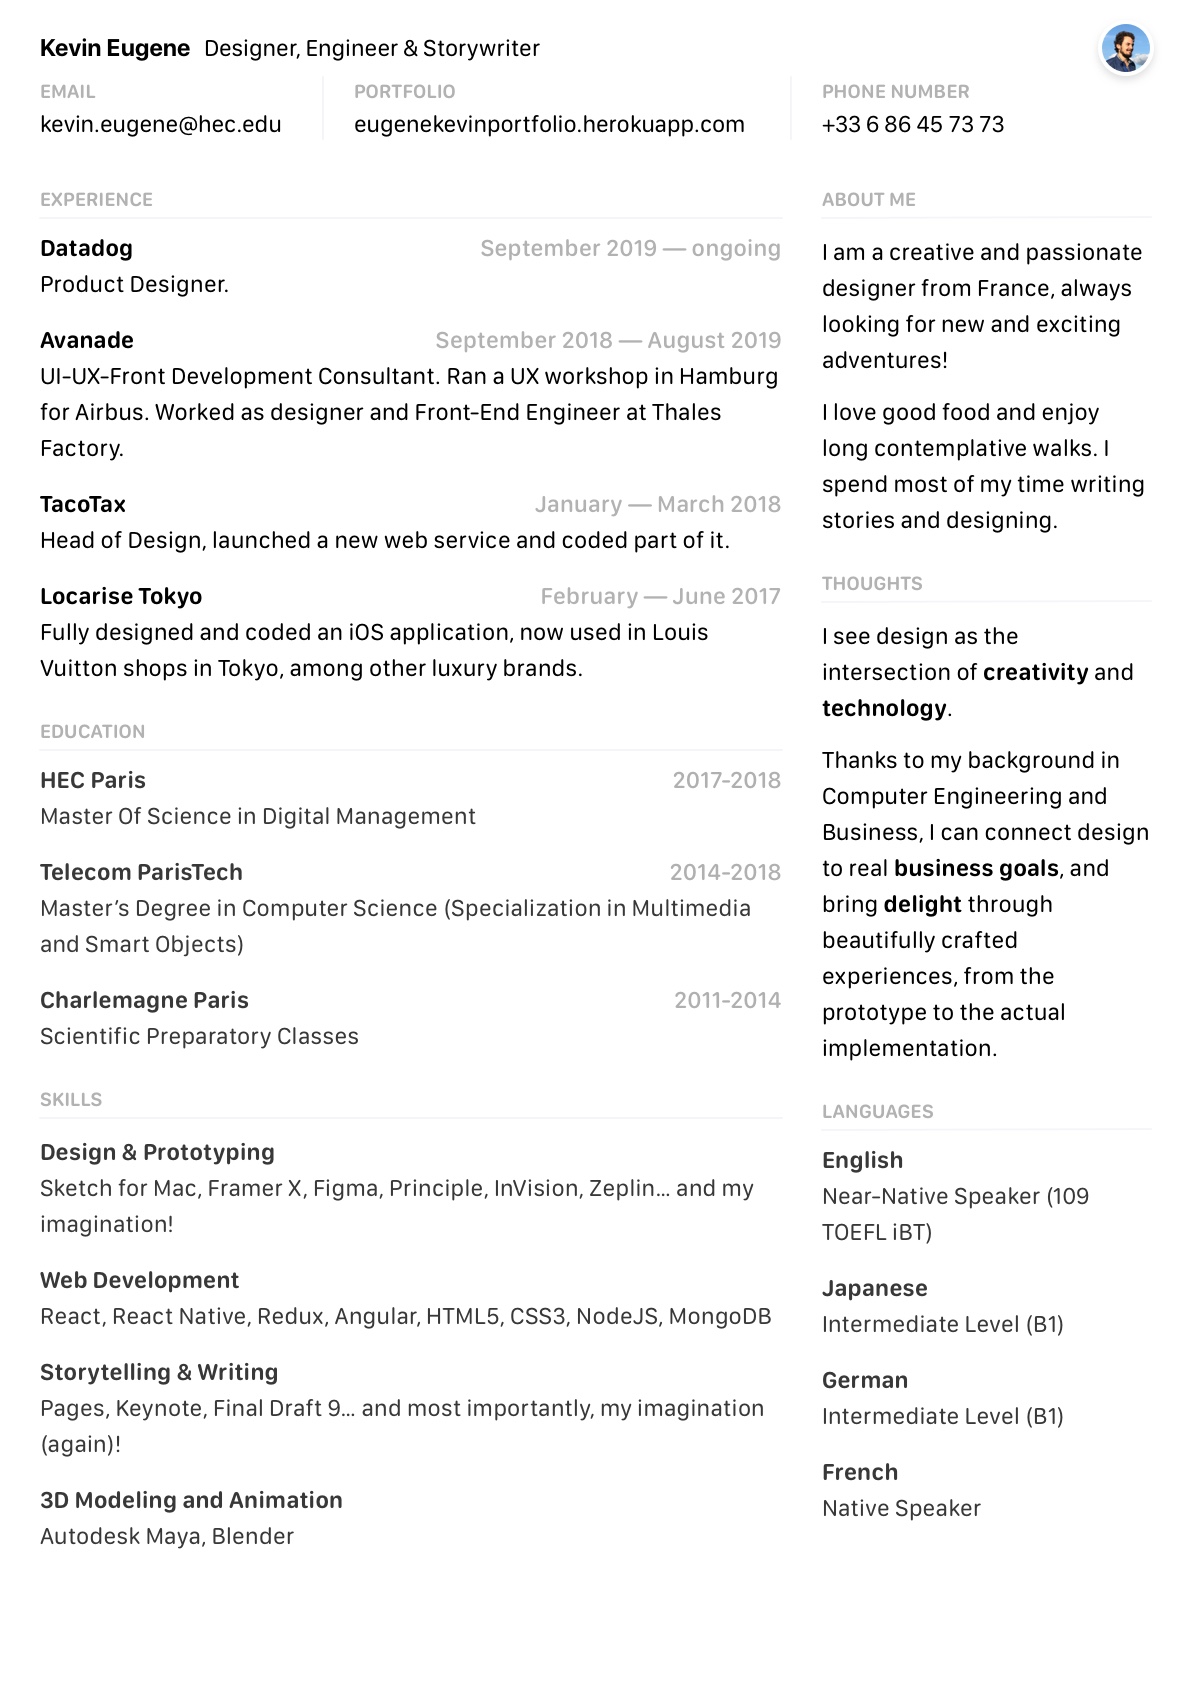 Kevin Eugene Designer, Engineer & Storywriter
EMAIL
kevin.eugene@hec.edu
PORTFOLIO
eugenekevinportfolio.herokuapp.com
PHONE NUMBER
+33 6 86 45 73 73
EXPERIENCE
Datadog September 2019 — ongoing
Product Designer.
Avanade September 2018 — August 2019
UI-UX-Front Development Consultant. Ran a UX workshop in Hamburg
for Airbus. Worked as designer and Front-End Engineer at Thales
Factory.
TacoTax January — March 2018
Head of Design, launched a new web service and coded part of it.
Locarise Tokyo February — June 2017
Fully designed and coded an iOS application, now used in Louis
Vuitton shops in Tokyo, among other luxury brands.
EDUCATION
HEC Paris 2017-2018
Master Of Science in Digital Management
Telecom ParisTech 2014-2018
Master’s Degree in Computer Science (Specialization in Multimedia
and Smart Objects)
Charlemagne Paris 2011-2014
Scientific Preparatory Classes
SKILLS
Design & Prototyping
Sketch for Mac, Framer X, Figma, Principle, InVision, Zeplin… and my
imagination!
Web Development
React, React Native, Redux, Angular, HTML5, CSS3, NodeJS, MongoDB
Storytelling & Writing
Pages, Keynote, Final Draft 9… and most importantly, my imagination
(again)!
3D Modeling and Animation
Autodesk Maya, Blender
ABOUT ME
I am a creative and passionate
designer from France, always
looking for new and exciting
adventures!
I love good food and enjoy
long contemplative walks. I
spend most of my time writing
stories and designing.
THOUGHTS
I see design as the
intersection of creativity and
technology.
Thanks to my background in
Computer Engineering and
Business, I can connect design
to real business goals, and
bring delight through
beautifully crafted
experiences, from the
prototype to the actual
implementation.
LANGUAGES
English
Near-Native Speaker (109
TOEFL iBT)
Japanese
Intermediate Level (B1)
German
Intermediate Level (B1)
French
Native Speaker